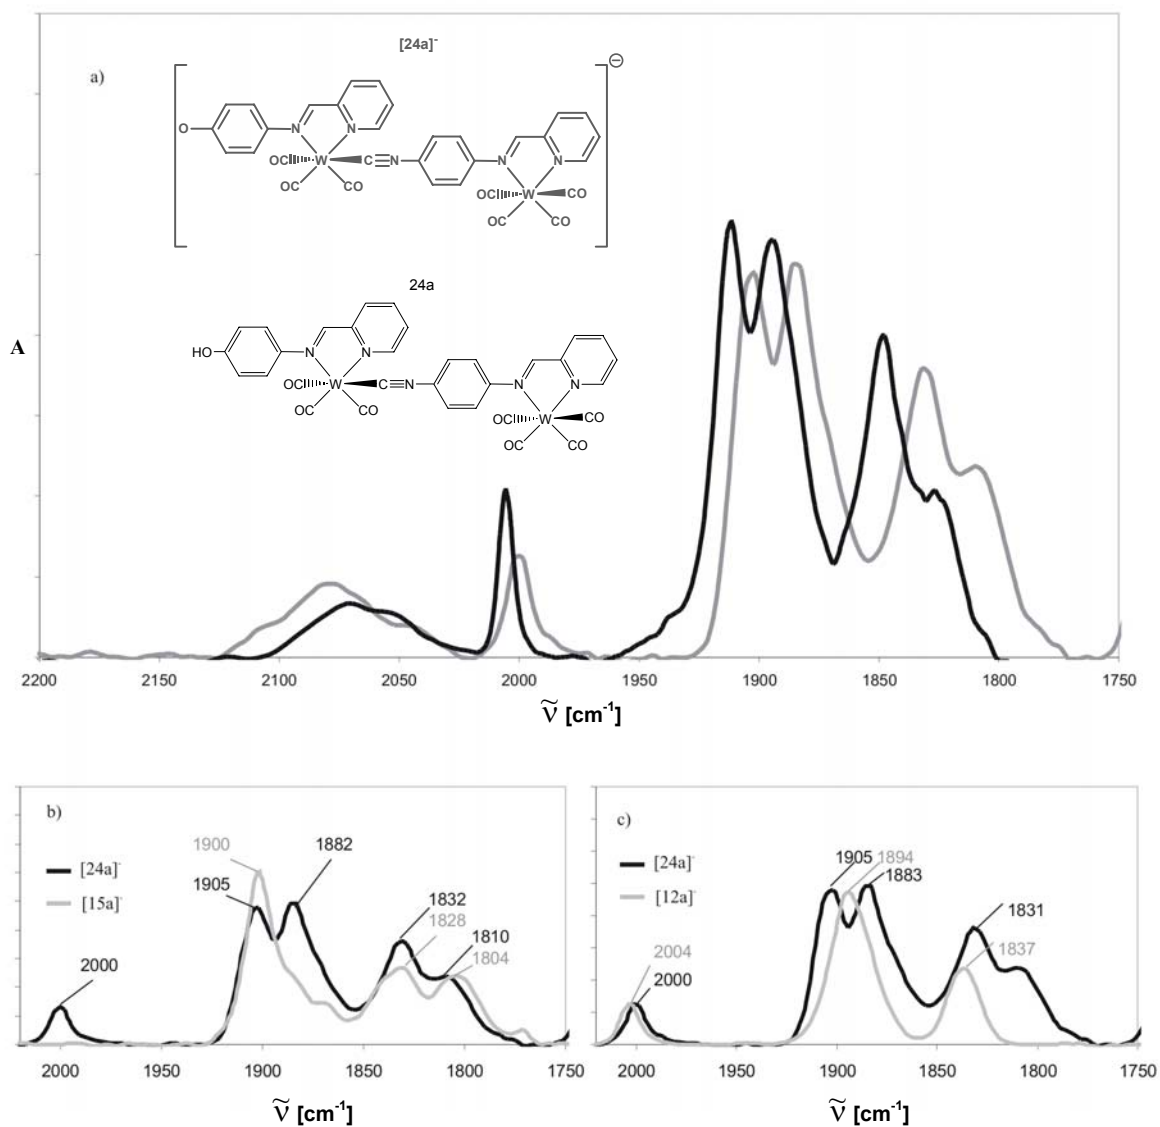 [24a]⁻
a)
⊖
O
N
N
OC
W
C≡N
N
N
OC
CO
OC
W
CO
OC
CO
24a
HO
N
N
OC
W
C≡N
N
N
OC
CO
OC
W
CO
OC
CO
A
2200 2150 2100 2050 2000 1950 1900 1850 1800 1750
ṽ [cm⁻¹]
b)
[24a]⁻
[15a]⁻
1900
1882
1905
1832
1828
1810
1804
2000
2000 1950 1900 1850 1800 1750
ṽ [cm⁻¹]
c)
[24a]⁻
[12a]⁻
1905
1894
1883
1831
1837
2004
2000
2000 1950 1900 1850 1800 1750
ṽ [cm⁻¹]